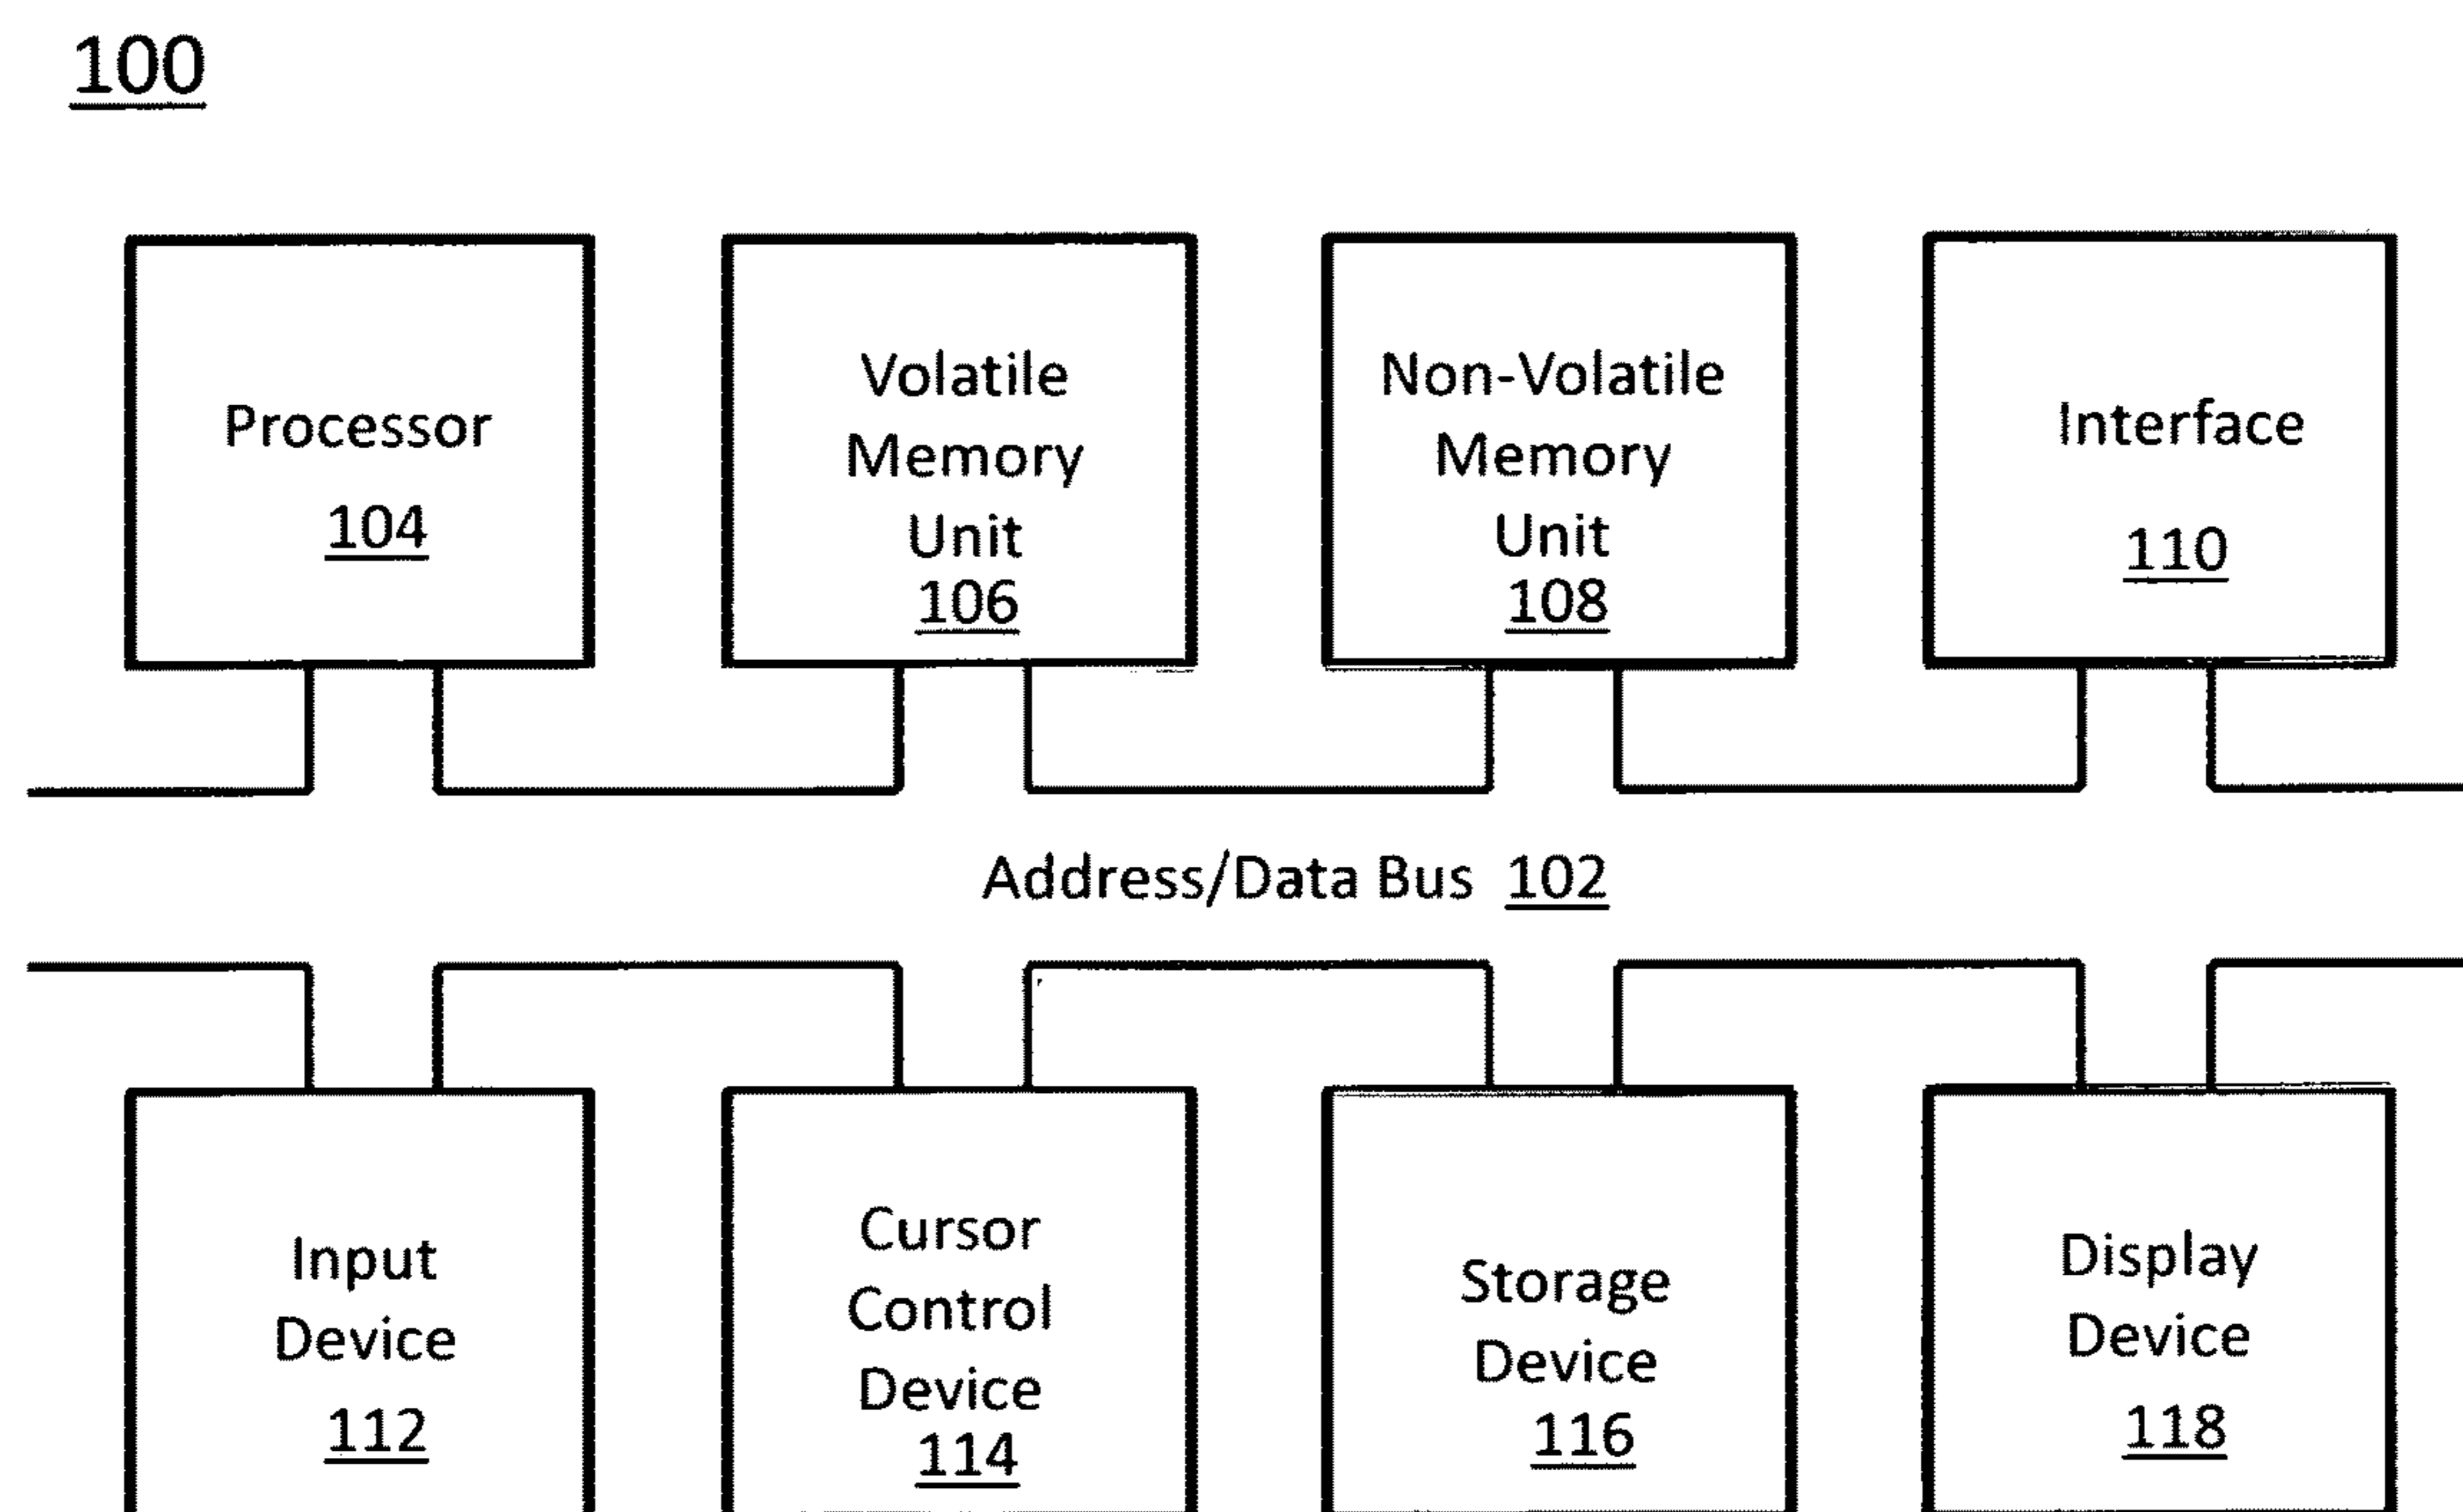 100
Processor
104
Volatile
Memory
Unit
106
Non-Volatile
Memory
Unit
108
Interface
110
Address/Data Bus 102
Input
Device
112
Cursor
Control
Device
114
Storage
Device
116
Display
Device
118